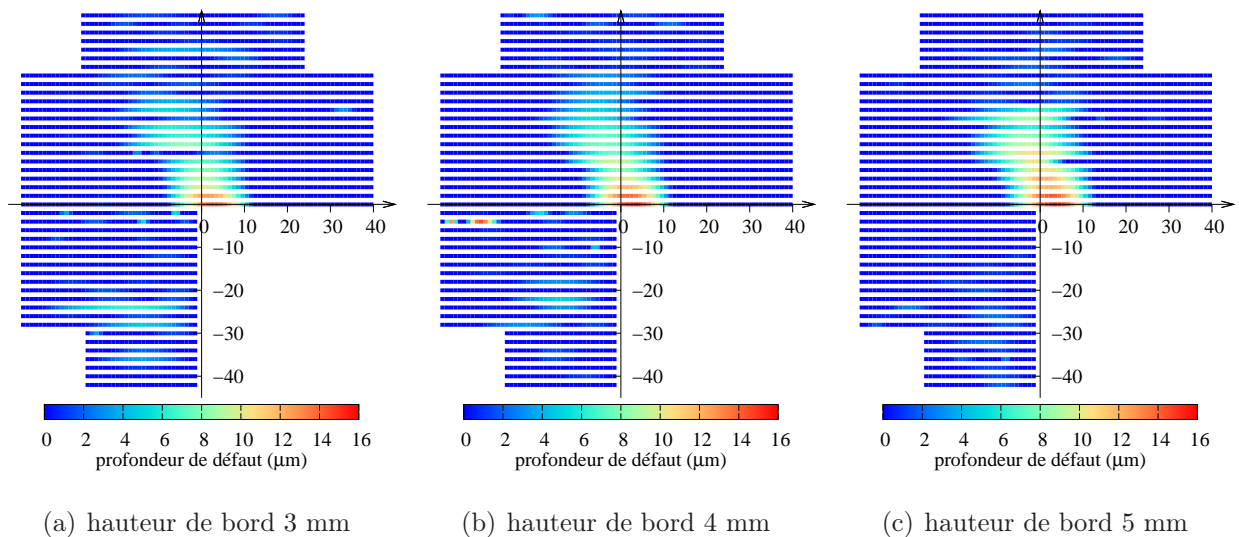 0 10 20 30 40
−10
−20
−30
−40
0 2 4 6 8 10 12 14 16
profondeur de défaut (μm)
(a) hauteur de bord 3 mm
0 10 20 30 40
−10
−20
−30
−40
0 2 4 6 8 10 12 14 16
profondeur de défaut (μm)
(b) hauteur de bord 4 mm
0 10 20 30 40
−10
−20
−30
−40
0 2 4 6 8 10 12 14 16
profondeur de défaut (μm)
(c) hauteur de bord 5 mm